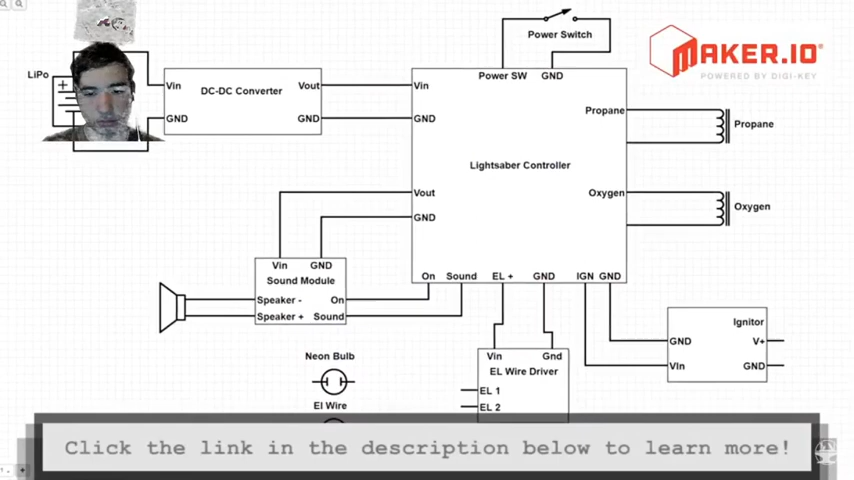 Power Switch
MAKER.IO
POWERED BY DIGI-KEY
LiPo
+
Vin
DC-DC Converter
Vout
GND
GND
Vin
GND
Power SW
GND
Lightsaber Controller
Propane
Propane
Oxygen
Oxygen
Vout
GND
On
Sound
EL +
GND
IGN
GND
Vin
GND
Sound Module
Speaker -
On
Speaker +
Sound
Ignitor
GND
V+
VIn
GND
Neon Bulb
El Wire
Vin
Gnd
EL Wire Driver
EL 1
EL 2
Click the link in the description below to learn more!